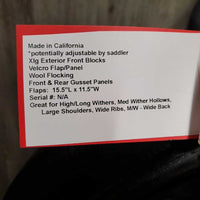 Made in California
*potentially adjustable by saddler
Xlg Exterior Front Blocks
Velcro Flap/Panel
Wool Flocking
Front & Rear Gusset Panels
Flaps: 15.5"L x 11.5"W
Serial #: N/A
Great for High/Long Withers, Med Wither Hollows,
Large Shoulders, Wide Ribs, M/W - Wide Back